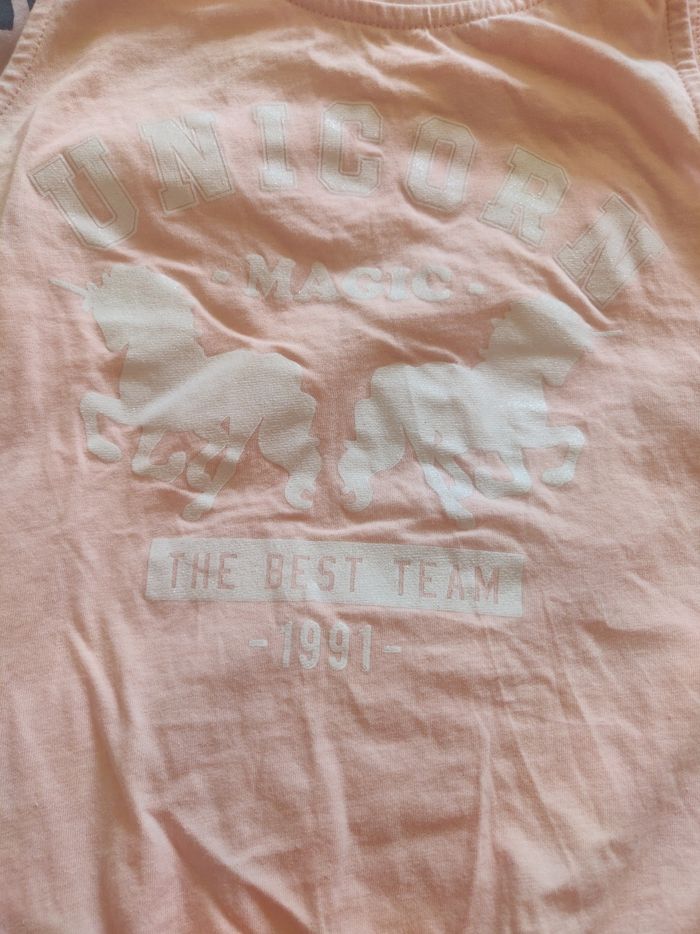 UNICORN
- MAGIC -
THE BEST TEAM
-1991-